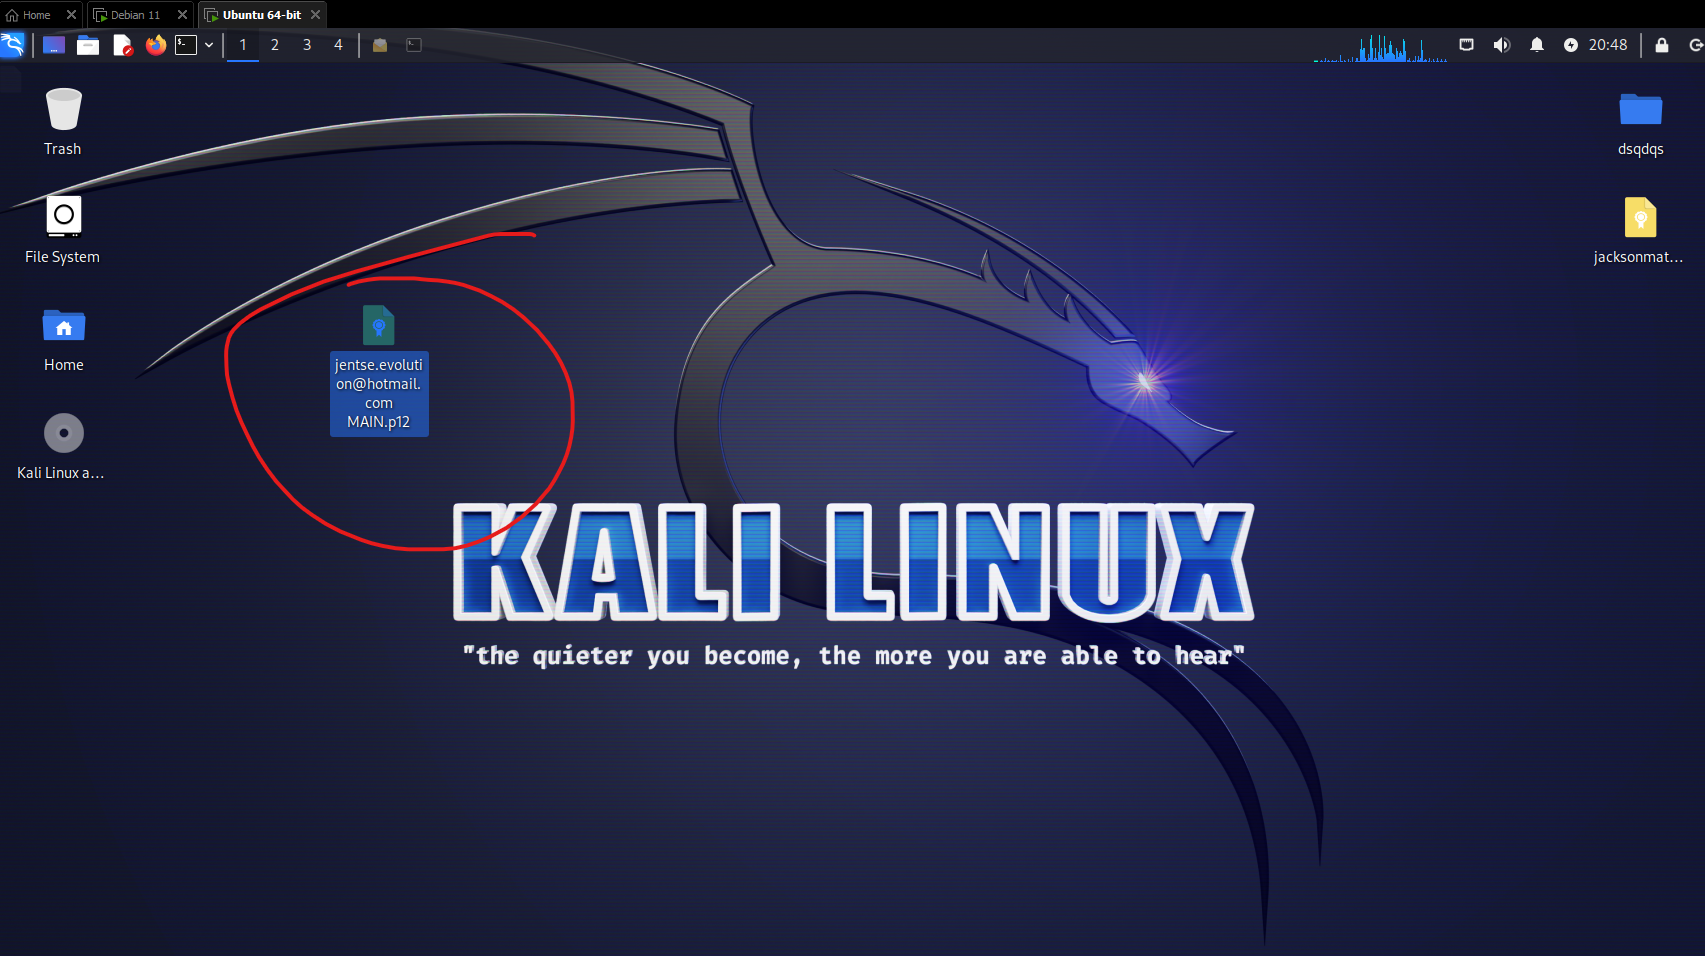 Home
Debian 11
Ubuntu 64-bit
1 2 3 4
20:48
Trash
File System
Home
Kali Linux a...
jentse.evoluti
on@hotmail.
com
MAIN.p12
dsqdqs
jacksonmat...
KALI LINUX
"the quieter you become, the more you are able to hear"